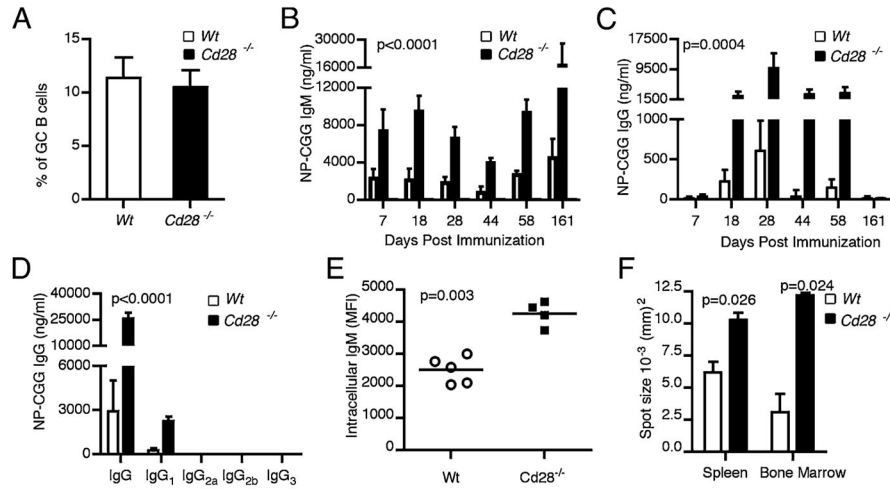 A
% of GC B cells
15
10
5
0
Wt
Cd28 -/-
Wt
Cd28 -/-
B
NP-CGG IgM (ng/ml)
p<0.0001
Wt
Cd28 -/-
30000
16000
12000
8000
4000
0
7 18 28 44 58 161
Days Post Immunization
C
NP-CGG IgG (ng/ml)
p=0.0004
Wt
Cd28 -/-
17500
9500
1500
1000
500
0
7 18 28 44 58 161
Days Post Immunization
D
NP-CGG IgG (ng/ml)
p<0.0001
Wt
Cd28 -/-
40000
25000
10000
6000
3000
0
IgG IgG1 IgG2a IgG2b IgG3
E
Intracellular IgM (MFI)
p=0.003
5000
4000
3000
2000
1000
0
Wt Cd28-/-
F
Spot size 10-3 (mm)2
p=0.026
p=0.024
Wt
Cd28 -/-
12.5
10.0
7.5
5.0
2.5
0.0
Spleen Bone Marrow